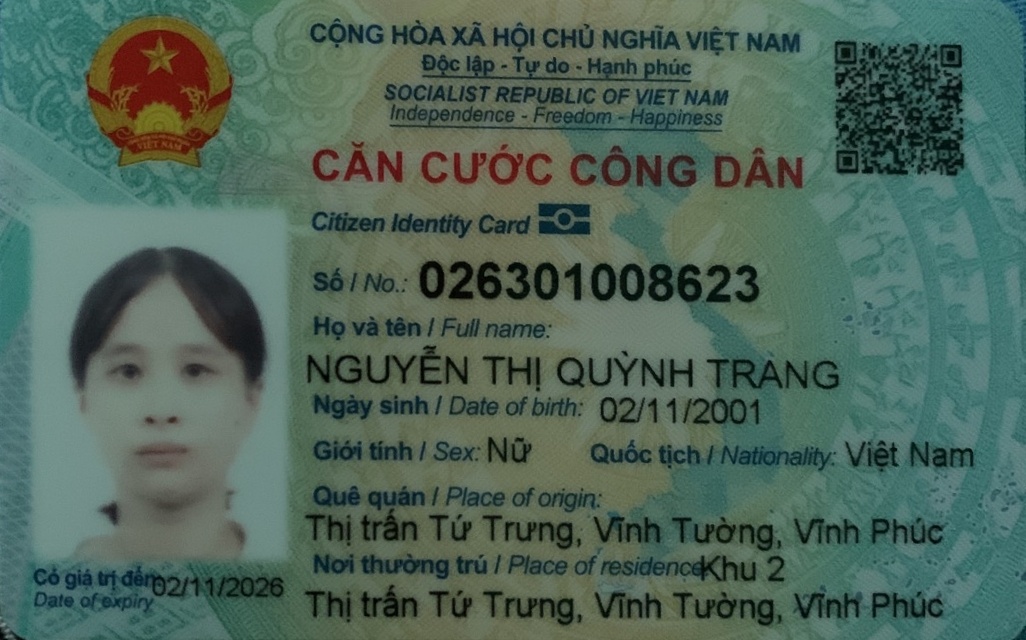 CỘNG HÒA XÃ HỘI CHỦ NGHĨA VIỆT NAM
Độc lập - Tự do - Hạnh phúc
SOCIALIST REPUBLIC OF VIET NAM
Independence - Freedom - Happiness
CĂN CƯỚC CÔNG DÂN
Citizen Identity Card
Số / No.: 026301008623
Họ và tên / Full name:
NGUYỄN THỊ QUỲNH TRANG
Ngày sinh / Date of birth: 02/11/2001
Giới tính / Sex: Nữ Quốc tịch / Nationality: Việt Nam
Quê quán / Place of origin:
Thị trấn Tứ Trưng, Vĩnh Tường, Vĩnh Phúc
Nơi thường trú / Place of residence Khu 2
Thị trấn Tứ Trưng, Vĩnh Tường, Vĩnh Phúc
Có giá trị đến 02/11/2026
Date of expiry
VIỆT NAM